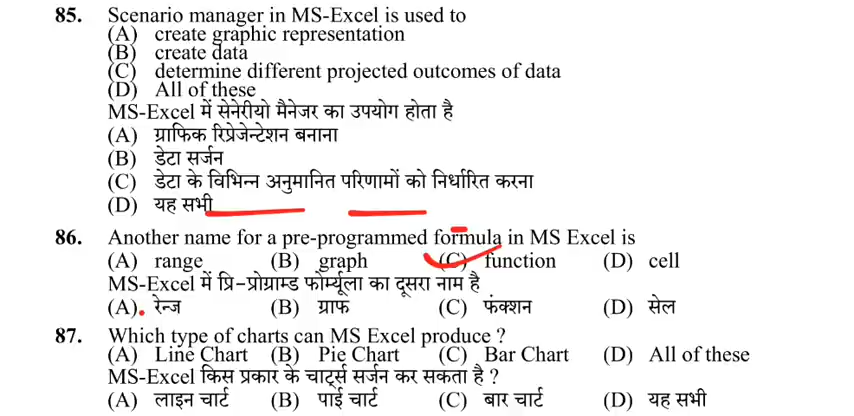 85. Scenario manager in MS-Excel is used to
(A) create graphic representation
(B) create data
(C) determine different projected outcomes of data
(D) All of these
MS-Excel में सेनेरीयो मैनेजर का उपयोग होता है
(A) ग्राफिक रिप्रेजेन्टेशन बनाना
(B) डेटा सर्जन
(C) डेटा के विभिन्न अनुमानित परिणामों को निर्धारित करना
(D) यह सभी
86. Another name for a pre-programmed formula in MS Excel is
(A) range (B) graph (C) function (D) cell
MS-Excel में प्रि-प्रोग्राम्ड फोर्म्यूला का दूसरा नाम है
(A) रेन्ज (B) ग्राफ (C) फंक्शन (D) सेल
87. Which type of charts can MS Excel produce ?
(A) Line Chart (B) Pie Chart (C) Bar Chart (D) All of these
MS-Excel किस प्रकार के चार्ट्स सर्जन कर सकता है ?
(A) लाइन चार्ट (B) पाई चार्ट (C) बार चार्ट (D) यह सभी